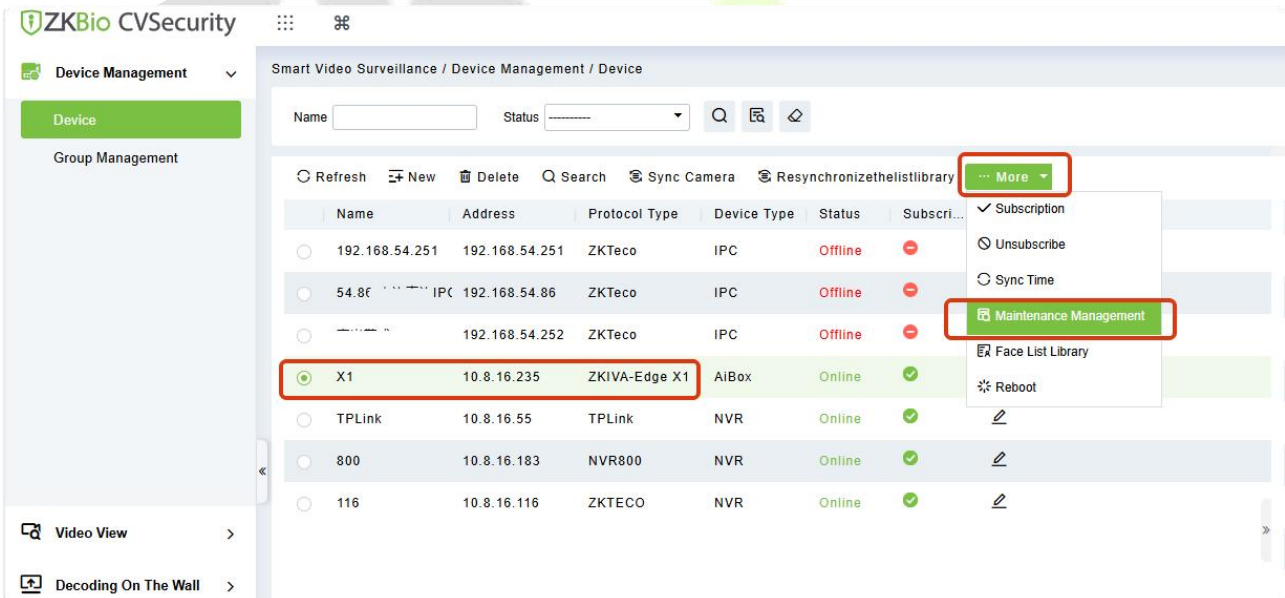 ZKBio CVSecurity
Device Management
Smart Video Surveillance / Device Management / Device
Device
Name
Status ----------
Group Management
Refresh New Delete Search Sync Camera Resynchronizethelistlibrary ··· More
Name Address Protocol Type Device Type Status Subscri...
Subscription
Unsubscribe
Sync Time
Maintenance Management
Face List Library
Reboot
192.168.54.251 192.168.54.251 ZKTeco IPC Offline
192.168.54.86 ZKTeco IPC Offline
192.168.54.252 ZKTeco IPC Offline
X1 10.8.16.235 ZKIVA-Edge X1 AiBox Online
TPLink 10.8.16.55 TPLink NVR Online
800 10.8.16.183 NVR800 NVR Online
116 10.8.16.116 ZKTECO NVR Online
Video View
Decoding On The Wall